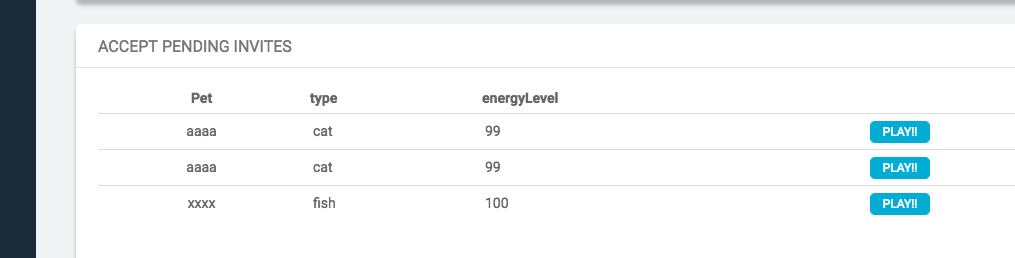 ACCEPT PENDING INVITES
Pet type energyLevel
aaaa cat 99 PLAY!!
aaaa cat 99 PLAY!!
xxxx fish 100 PLAY!!